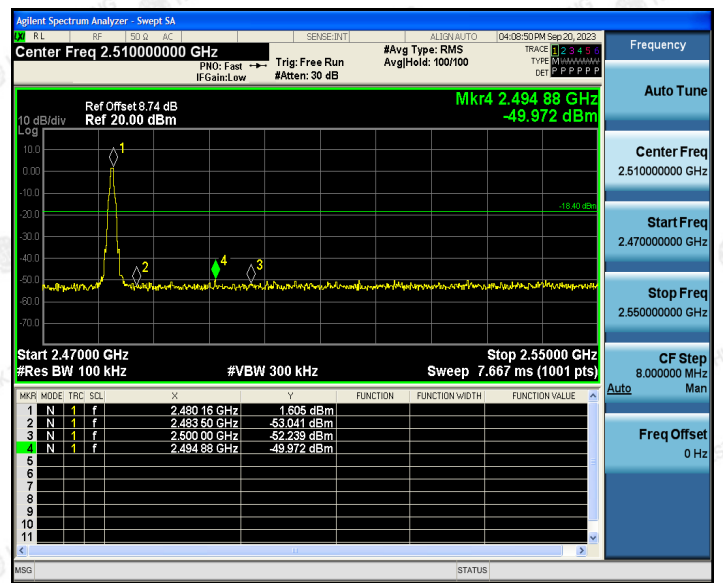 Agilent Spectrum Analyzer - Swept SA
LXI RL RF 50 Ω AC SENSE:INT ALIGN AUTO 04:08:50 PM Sep 20, 2023
Center Freq 2.510000000 GHz
PNO: Fast
IFGain:Low
Trig: Free Run
#Atten: 30 dB
#Avg Type: RMS
Avg|Hold: 100/100
TRACE 1 2 3 4 5 6
TYPE M
DET P P P P P P
Mkr4 2.494 88 GHz
-49.972 dBm
Ref Offset 8.74 dB
10 dB/div Ref 20.00 dBm
Log
10.0
0.00
-10.0
-20.0
-30.0
-40.0
-50.0
-60.0
-70.0
1
2
4
3
-18.40 dBm
Start 2.47000 GHz Stop 2.55000 GHz
#Res BW 100 kHz #VBW 300 kHz Sweep 7.667 ms (1001 pts)
MKR MODE TRC SCL X Y FUNCTION FUNCTION WIDTH FUNCTION VALUE
1 N 1 f 2.480 16 GHz 1.605 dBm
2 N 1 f 2.483 50 GHz -53.041 dBm
3 N 1 f 2.500 00 GHz -52.239 dBm
4 N 1 f 2.494 88 GHz -49.972 dBm
5
6
7
8
9
10
11
MSG STATUS
Frequency
Auto Tune
Center Freq
2.510000000 GHz
Start Freq
2.470000000 GHz
Stop Freq
2.550000000 GHz
CF Step
8.000000 MHz
Auto Man
Freq Offset
0 Hz